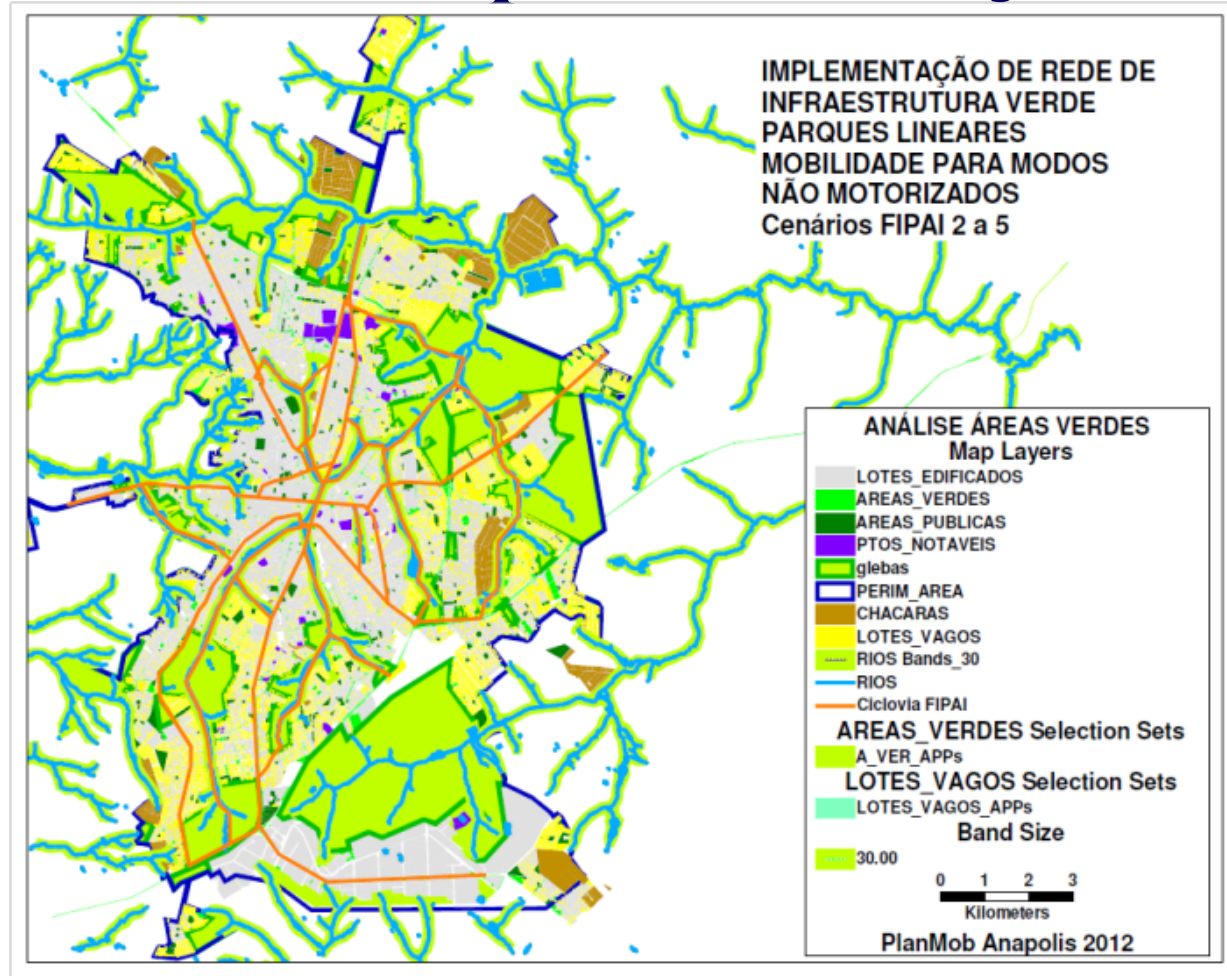 IMPLEMENTAÇÃO DE REDE DE
INFRAESTRUTURA VERDE
PARQUES LINEARES
MOBILIDADE PARA MODOS
NÃO MOTORIZADOS
Cenários FIPAI 2 a 5
ANÁLISE ÁREAS VERDES
Map Layers
LOTES_EDIFICADOS
AREAS_VERDES
AREAS_PUBLICAS
PTOS_NOTAVEIS
glebas
PERIM_AREA
CHACARAS
LOTES_VAGOS
RIOS Bands_30
RIOS
Ciclovia FIPAI
AREAS_VERDES Selection Sets
A_VER_APPs
LOTES_VAGOS Selection Sets
LOTES_VAGOS_APPs
Band Size
30.00
0 1 2 3
Kilometers
PlanMob Anapolis 2012